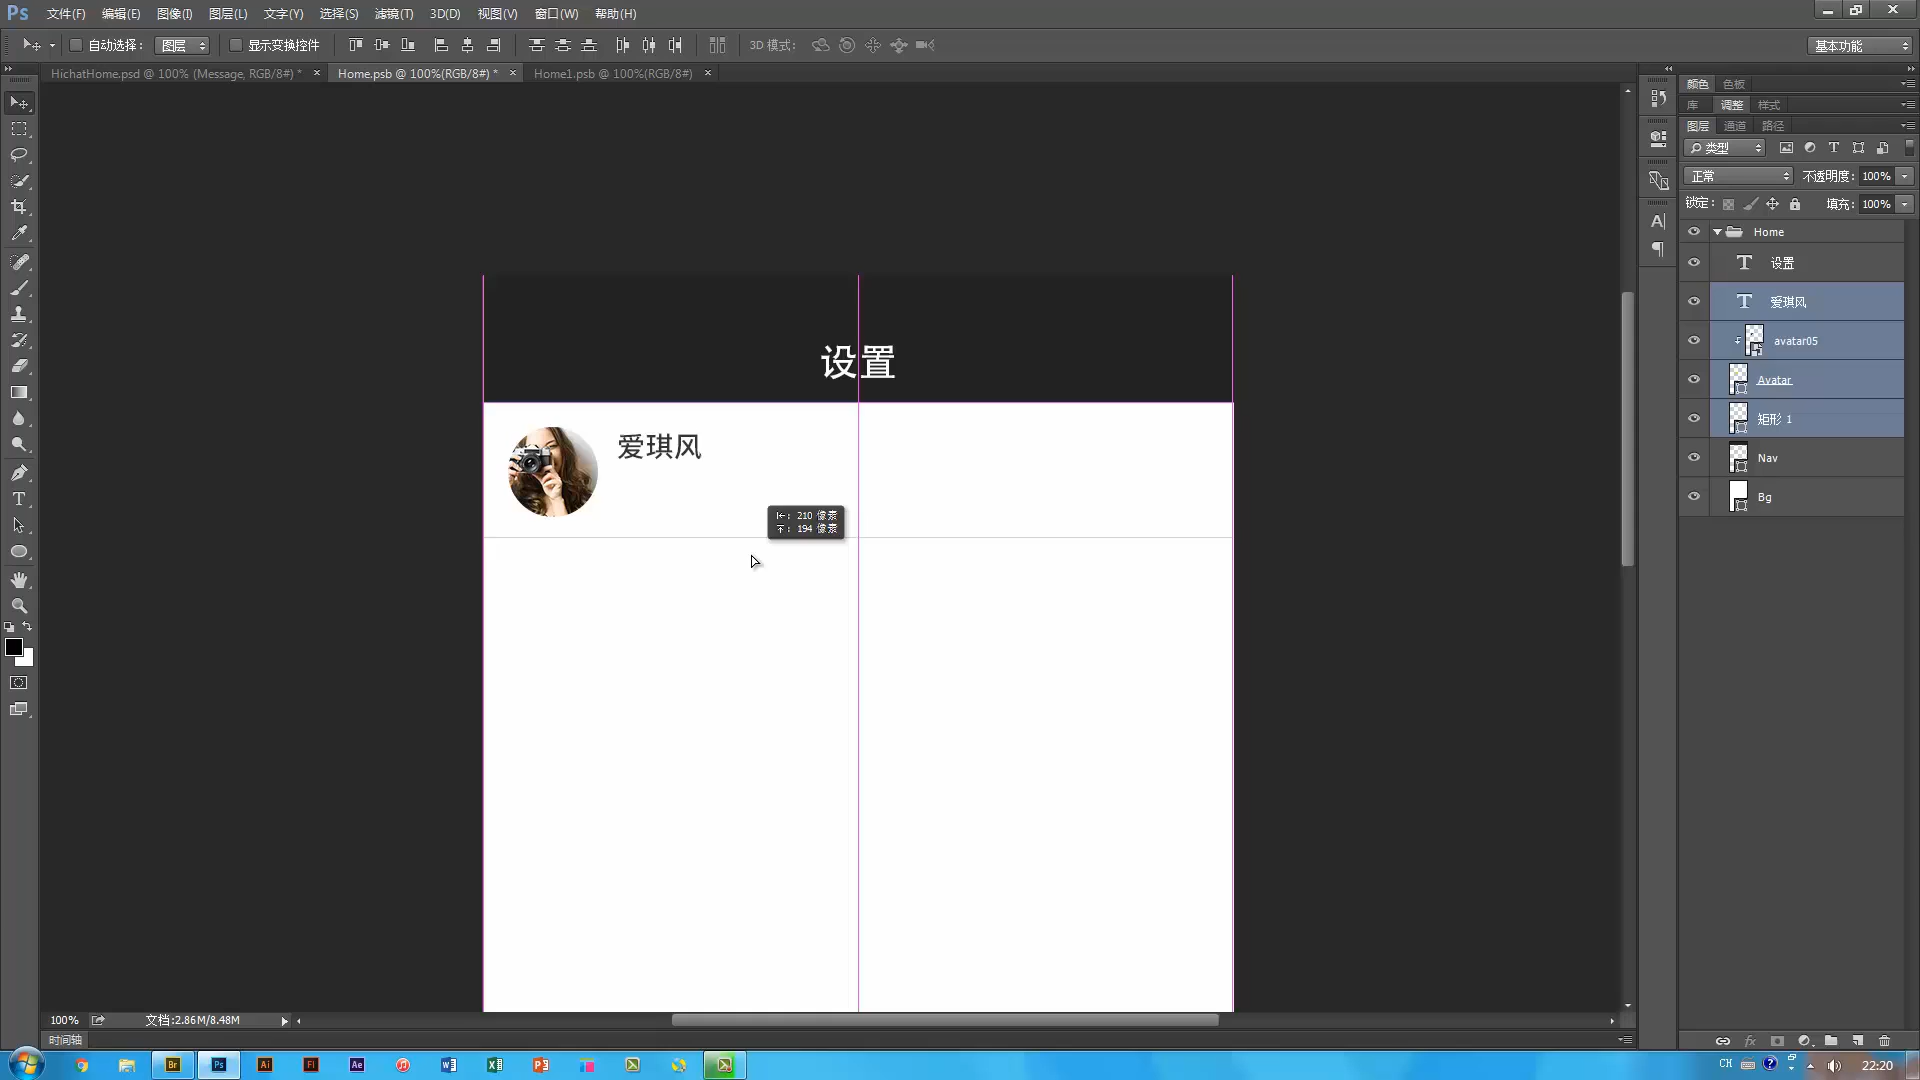 Ps 文件(F) 编辑(E) 图像(I) 图层(L) 文字(Y) 选择(S) 滤镜(T) 3D(D) 视图(V) 窗口(W) 帮助(H)
自动选择： 图层 显示变换控件 3D 模式： 基本功能
HichatHome.psd @ 100% (Message, RGB/8#) * × Home.psb @ 100%(RGB/8#) * × Home1.psb @ 100%(RGB/8#) ×
颜色 色板
库 调整 样式
图层 通道 路径
类型
正常 不透明度： 100%
锁定： 填充： 100%
Home
设置
爱琪风
avatar05
Avatar
矩形 1
Nav
Bg
设置
爱琪风
210 像素
194 像素
100% 文档:2.86M/8.48M
时间轴
Br Ps Ai Fl Ae
CH 22:20